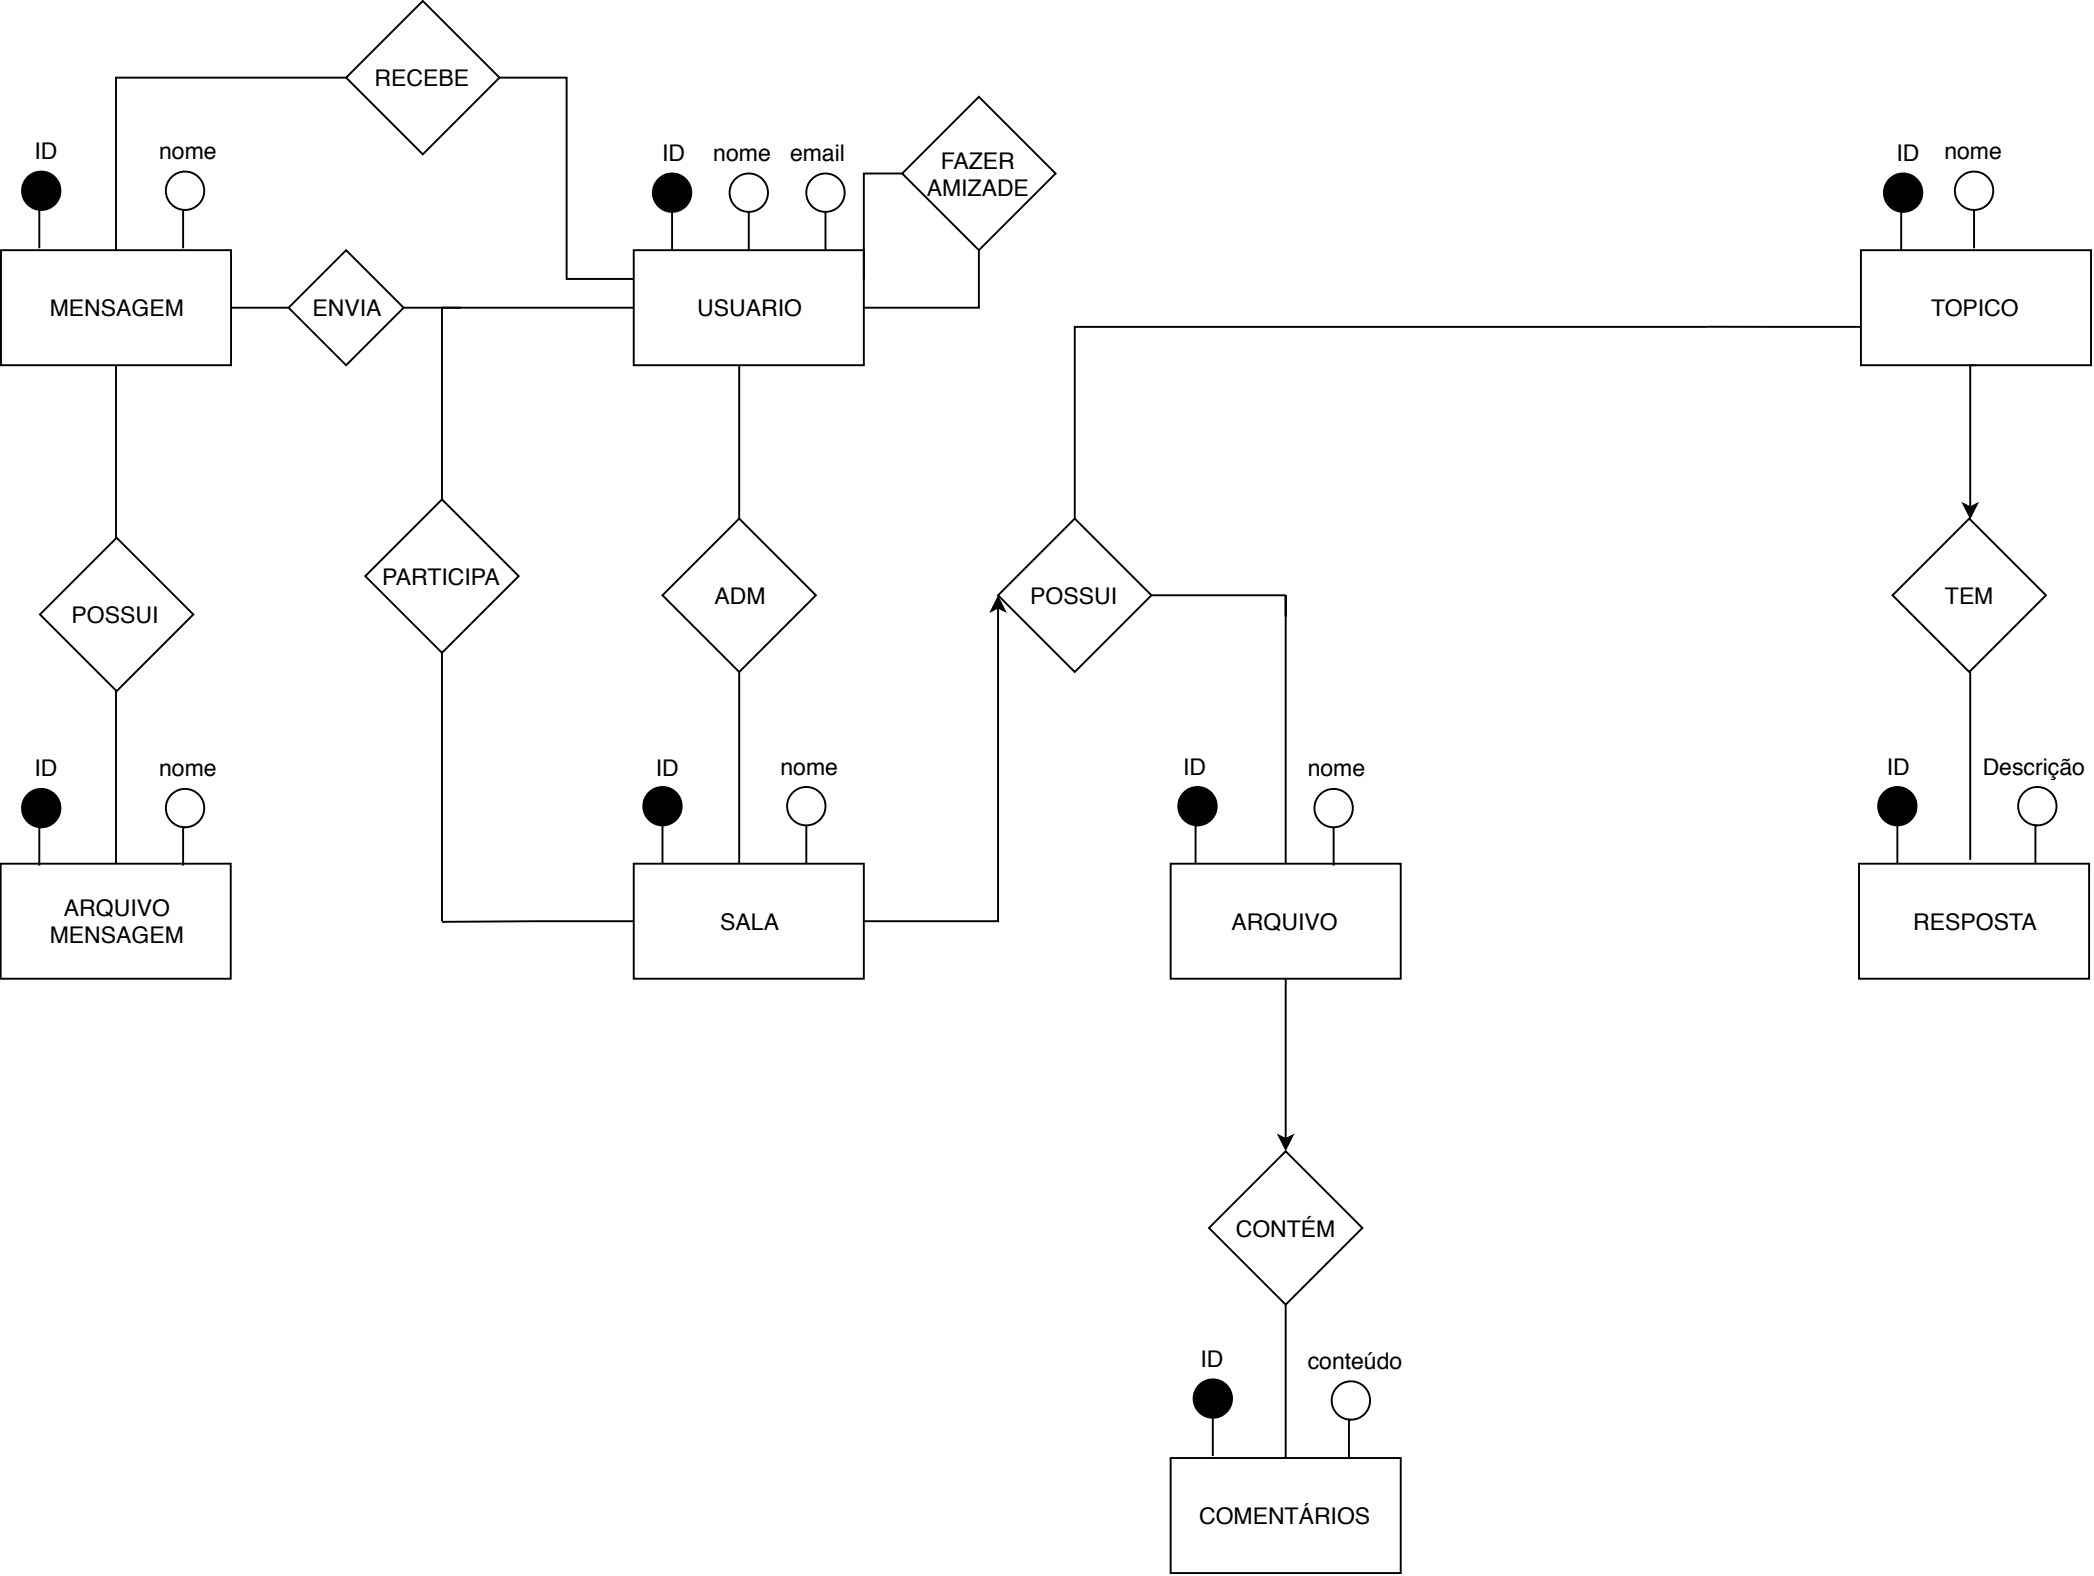 RECEBE
ID
nome
ID
nome
email
FAZER
AMIZADE
ID
nome
MENSAGEM
ENVIA
USUARIO
TOPICO
POSSUI
PARTICIPA
ADM
POSSUI
TEM
ID
nome
ID
nome
ID
nome
ID
Descrição
ARQUIVO
MENSAGEM
SALA
ARQUIVO
RESPOSTA
CONTÉM
ID
conteúdo
COMENTÁRIOS